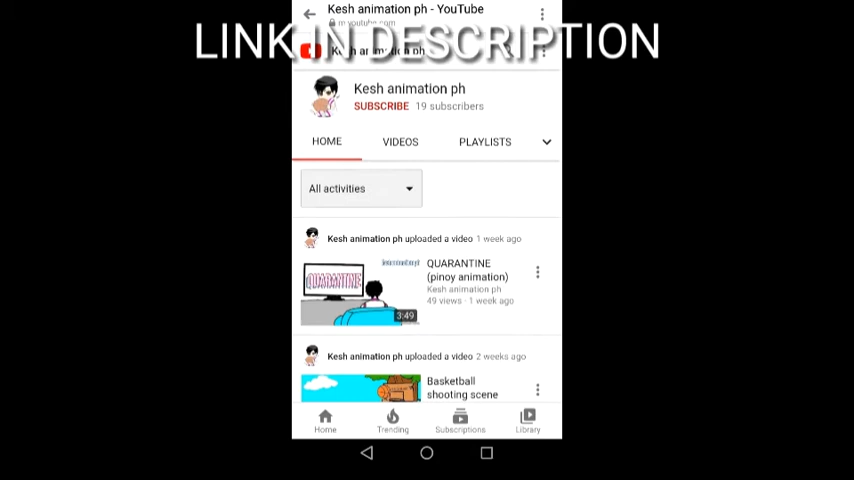 Kesh animation ph - YouTube
m.youtube.com
LINK IN DESCRIPTION
Kesh animation ph
Kesh animation ph
SUBSCRIBE 19 subscribers
HOME VIDEOS PLAYLISTS
All activities
Kesh animation ph uploaded a video 1 week ago
QUARANTINE
QUARANTINE
(pinoy animation)
Kesh animation ph
49 views · 1 week ago
3:49
Kesh animation ph uploaded a video 2 weeks ago
Basketball
shooting scene
Home Trending Subscriptions Library